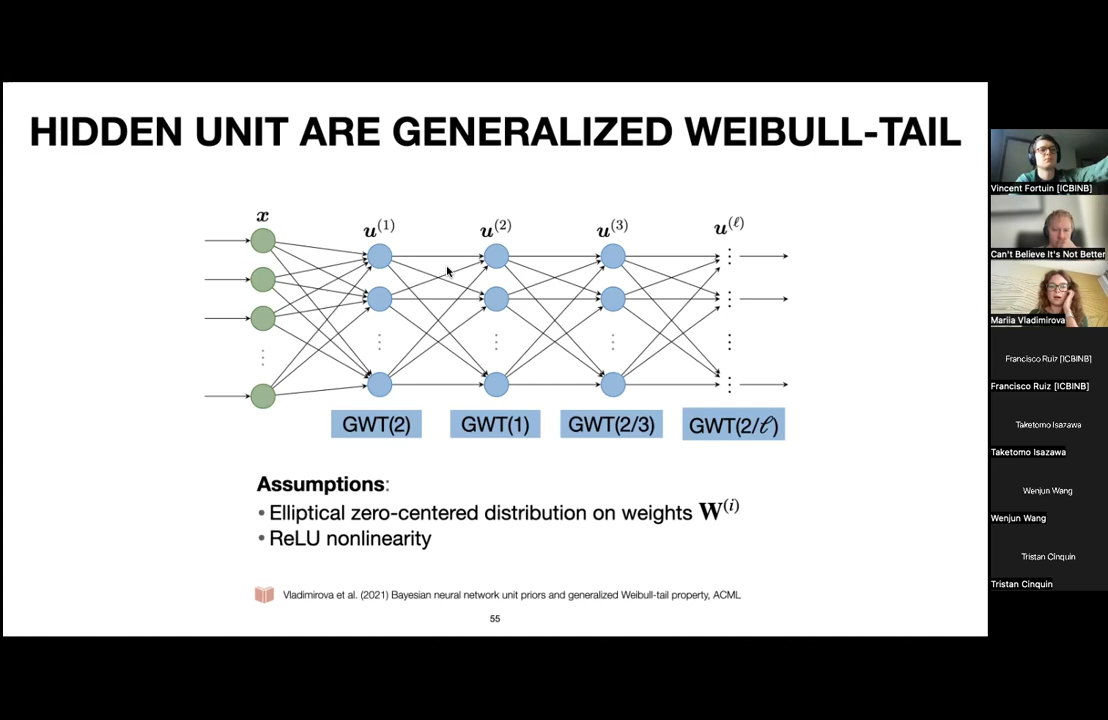 HIDDEN UNIT ARE GENERALIZED WEIBULL-TAIL
x
u^(1)
u^(2)
u^(3)
u^(ℓ)
GWT(2)
GWT(1)
GWT(2/3)
GWT(2/ℓ)
Assumptions:
• Elliptical zero-centered distribution on weights W^(i)
• ReLU nonlinearity
Vladimirova et al. (2021) Bayesian neural network unit priors and generalized Weibull-tail property, ACML
55
Vincent Fortuin [ICBINB]
Can't Believe It's Not Better
Mariia Vladimirova
Francisco Ruiz [ICBINB]
Francisco Ruiz [ICBINB]
Taketomo Isazawa
Taketomo Isazawa
Wenjun Wang
Wenjun Wang
Tristan Cinquin
Tristan Cinquin